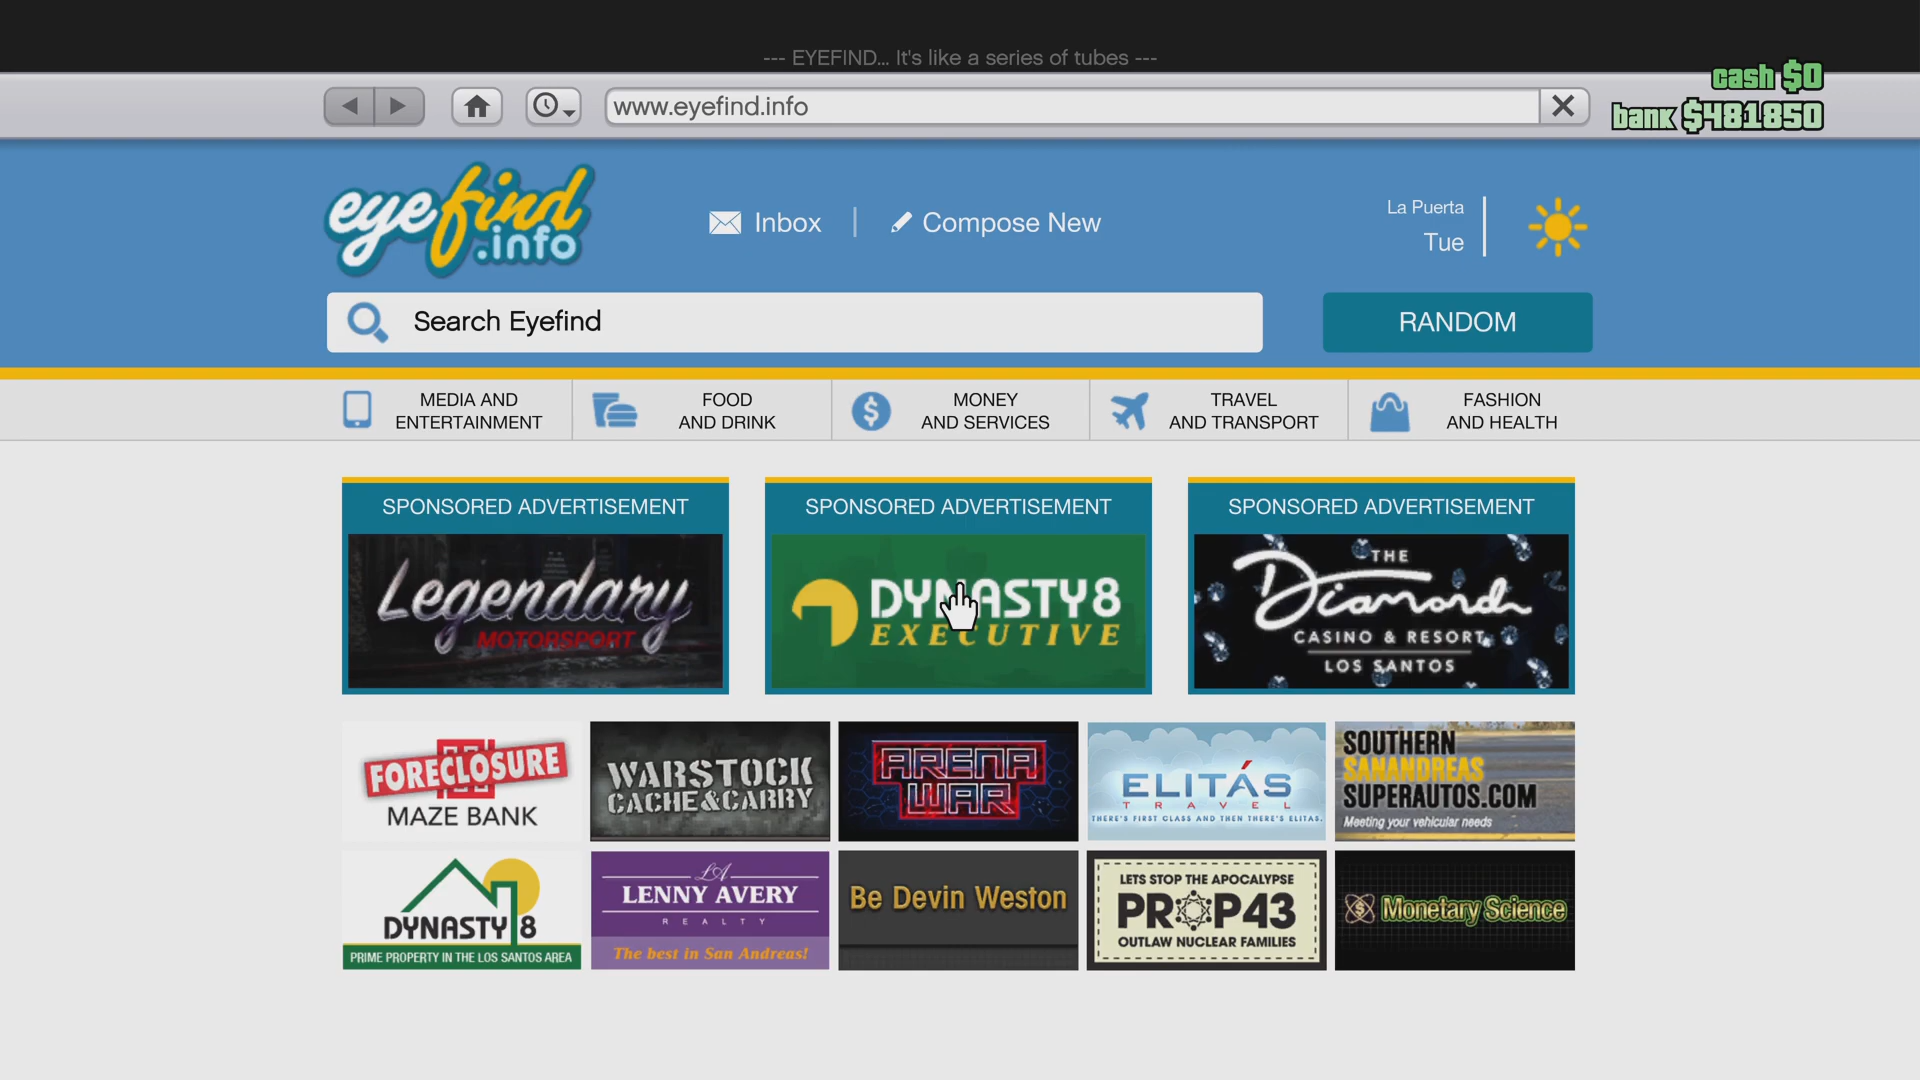 --- EYEFIND... It's like a series of tubes ---
cash $0
www.eyefind.info
bank $481850
eyefind
.info
Inbox
Compose New
La Puerta
Tue
Search Eyefind
RANDOM
MEDIA AND
ENTERTAINMENT
FOOD
AND DRINK
MONEY
AND SERVICES
TRAVEL
AND TRANSPORT
FASHION
AND HEALTH
SPONSORED ADVERTISEMENT
Legendary
MOTORSPORT
SPONSORED ADVERTISEMENT
DYNASTY 8
EXECUTIVE
SPONSORED ADVERTISEMENT
THE
Diamond
CASINO & RESORT
LOS SANTOS
FORECLOSURE
MAZE BANK
WARSTOCK
CACHE&CARRY
ARENA
WAR
ELITÁS
TRAVEL
THERE'S FIRST CLASS AND THEN THERE'S ELITAS.
SOUTHERN
SANANDREAS
SUPERAUTOS.COM
Meeting your vehicular needs
DYNASTY 8
PRIME PROPERTY IN THE LOS SANTOS AREA
LA
LENNY AVERY
REALTY
The best in San Andreas!
Be Devin Weston
LETS STOP THE APOCALYPSE
PROP43
OUTLAW NUCLEAR FAMILIES
$ Monetary Science